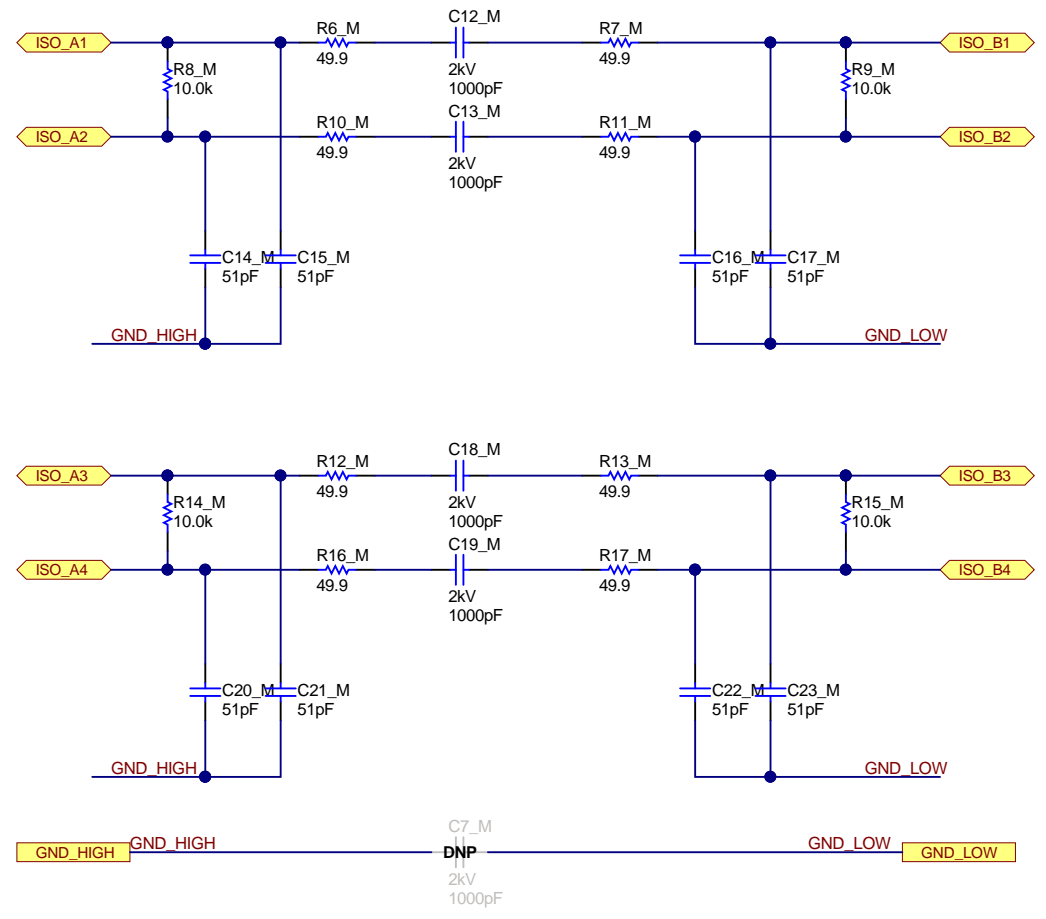 C12_M
R6_M
R7_M
ISO_A1
ISO_B1
49.9
2kV
49.9
1000pF
R8_M
10.0k
R9_M
10.0k
C13_M
R10_M
R11_M
ISO_A2
ISO_B2
49.9
2kV
49.9
1000pF
C14_M
C15_M
C16_M
C17_M
51pF
51pF
51pF
51pF
GND_HIGH
GND_LOW
C18_M
R12_M
R13_M
ISO_A3
ISO_B3
49.9
2kV
49.9
1000pF
R14_M
10.0k
R15_M
10.0k
C19_M
R16_M
R17_M
ISO_A4
ISO_B4
49.9
2kV
49.9
1000pF
C20_M
C21_M
C22_M
C23_M
51pF
51pF
51pF
51pF
GND_HIGH
GND_LOW
C7_M
GND_HIGH
GND_HIGH
DNP
GND_LOW
GND_LOW
2kV
1000pF